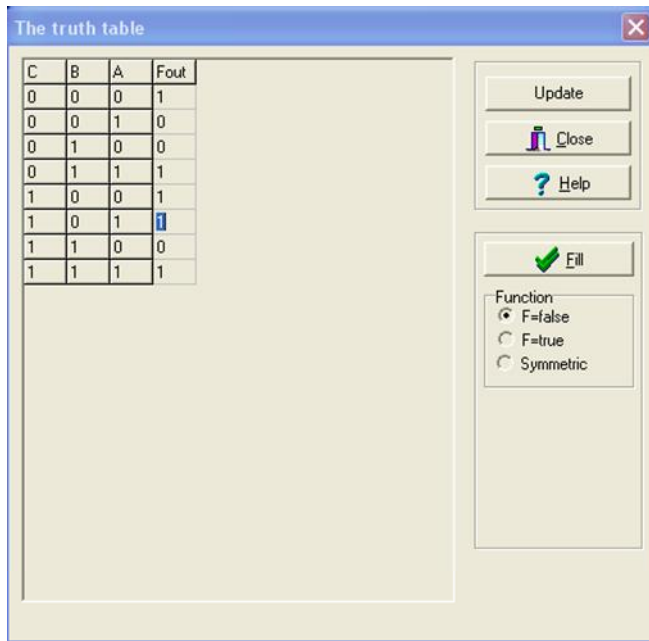 The truth table
C B A Fout
0 0 0 1
0 0 1 0
0 1 0 0
0 1 1 1
1 0 0 1
1 0 1 1
1 1 0 0
1 1 1 1
Update
Close
Help
Fill
Function
F=false
F=true
Symmetric